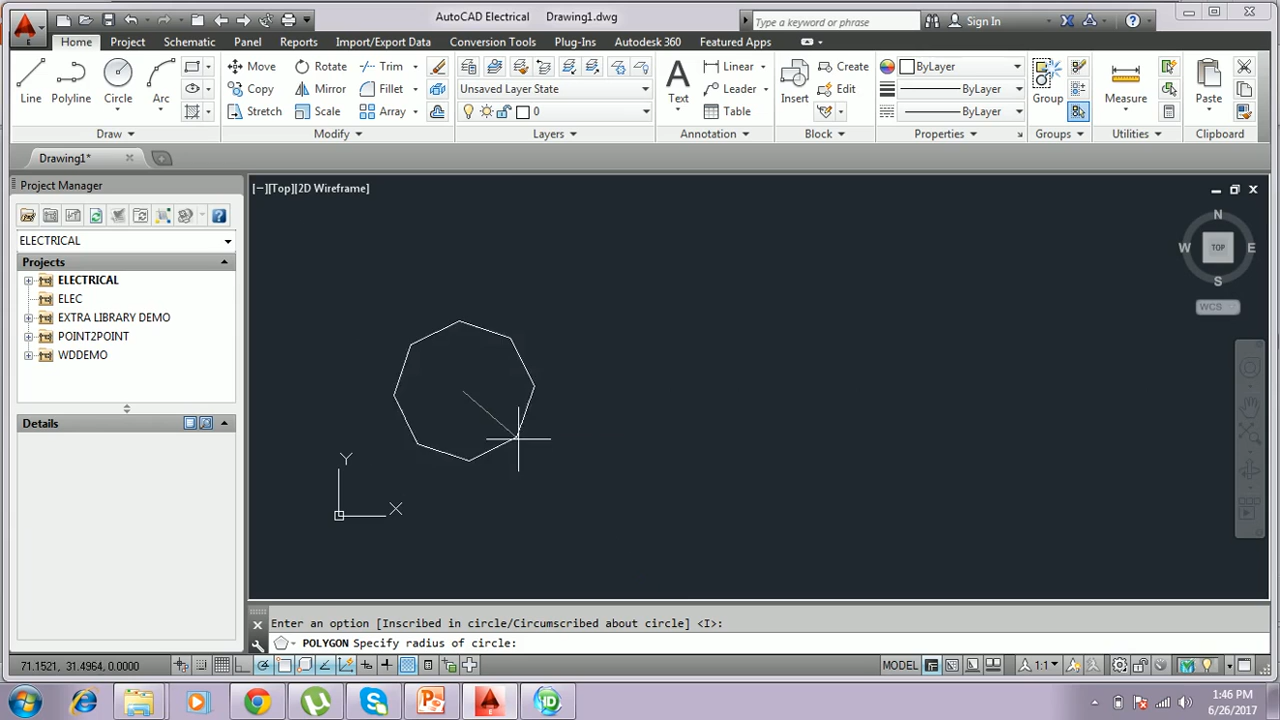 AutoCAD Electrical Drawing1.dwg
Type a keyword or phrase
Sign In
Home Project Schematic Panel Reports Import/Export Data Conversion Tools Plug-Ins Autodesk 360 Featured Apps
Line
Polyline
Circle
Arc
Draw
Move Rotate Trim
Copy Mirror Fillet
Stretch Scale Array
Modify
Unsaved Layer State
0
Layers
Text
Linear
Leader
Table
Annotation
Insert
Create
Edit
Block
ByLayer
ByLayer
ByLayer
Properties
Group
Groups
Measure
Utilities
Paste
Clipboard
Drawing1*
Project Manager
ELECTRICAL
Projects
ELECTRICAL
ELEC
EXTRA LIBRARY DEMO
POINT2POINT
WDDEMO
Details
[−][Top][2D Wireframe]
N
W TOP E
S
WCS
Y
X
Enter an option [Inscribed in circle/Circumscribed about circle] <I>:
POLYGON Specify radius of circle:
71.1521, 31.4964, 0.0000
MODEL
1:1
1:46 PM
6/26/2017